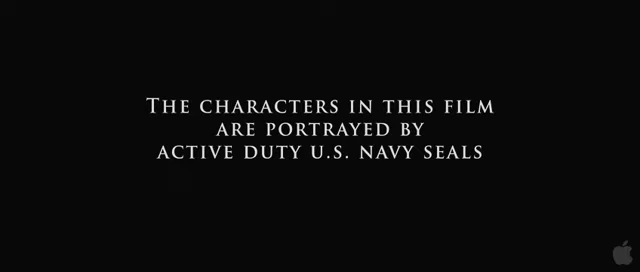 The characters in this film
are portrayed by
active duty U.S. Navy SEALs